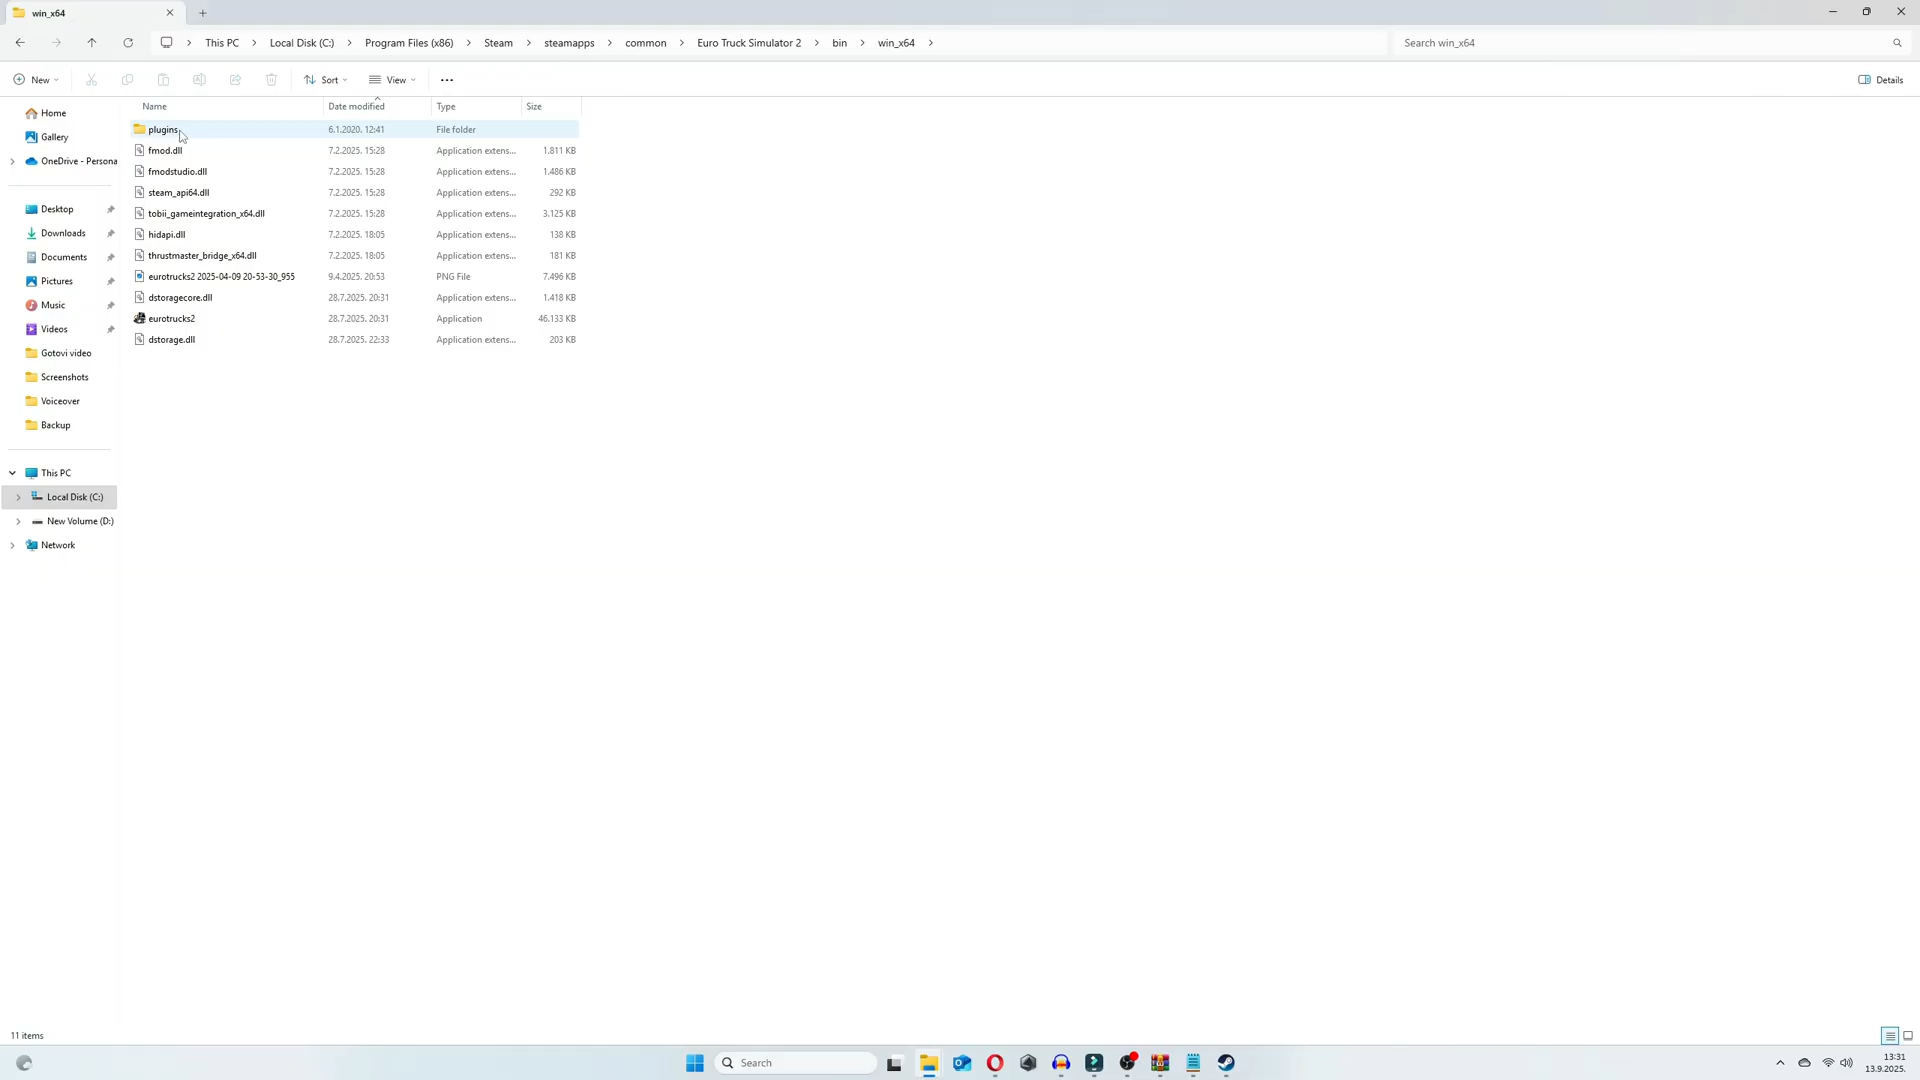 win_x64
This PC > Local Disk (C:) > Program Files (x86) > Steam > steamapps > common > Euro Truck Simulator 2 > bin > win_x64 >
Search win_x64
New
Sort
View
Details
Name Date modified Type Size
Home
Gallery
OneDrive - Persona
Desktop
Downloads
Documents
Pictures
Music
Videos
Gotovi video
Screenshots
Voiceover
Backup
This PC
Local Disk (C:)
New Volume (D:)
Network
plugins 6.1.2020. 12:41 File folder
fmod.dll 7.2.2025. 15:28 Application extens... 1.811 KB
fmodstudio.dll 7.2.2025. 15:28 Application extens... 1.486 KB
steam_api64.dll 7.2.2025. 15:28 Application extens... 292 KB
tobii_gameintegration_x64.dll 7.2.2025. 15:28 Application extens... 3.125 KB
hidapi.dll 7.2.2025. 18:05 Application extens... 138 KB
thrustmaster_bridge_x64.dll 7.2.2025. 18:05 Application extens... 181 KB
eurotrucks2 2025-04-09 20-53-30_955 9.4.2025. 20:53 PNG File 7.496 KB
dstoragecore.dll 28.7.2025. 20:31 Application extens... 1.418 KB
eurotrucks2 28.7.2025. 20:31 Application 46.133 KB
dstorage.dll 28.7.2025. 22:33 Application extens... 203 KB
11 items
Search
13:31
13.9.2025.